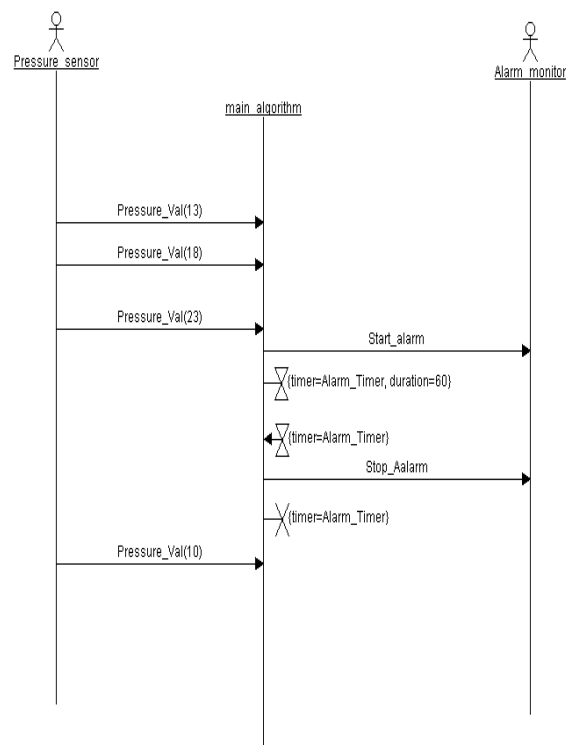 Pressure_sensor
Alarm_monitor
main_algorithm
Pressure_Val(13)
Pressure_Val(18)
Pressure_Val(23)
Start_alarm
{timer=Alarm_Timer, duration=60}
{timer=Alarm_Timer}
Stop_Aalarm
{timer=Alarm_Timer}
Pressure_Val(10)